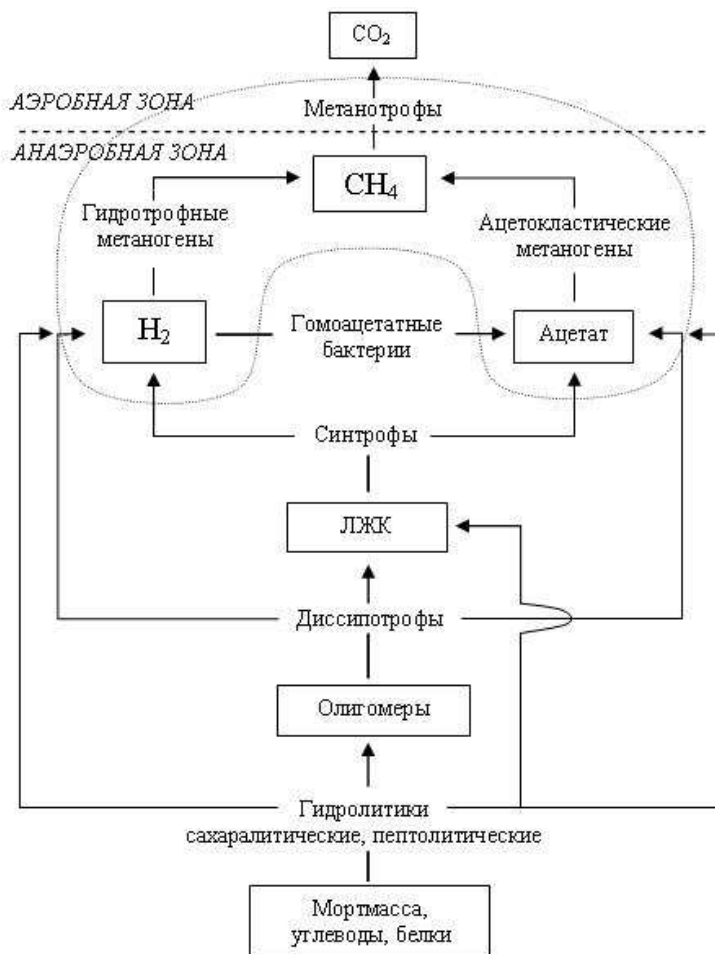 CO₂
АЭРОБНАЯ ЗОНА
Метанотрофы
АНАЭРОБНАЯ ЗОНА
CH₄
Гидротрофные
метаногены
Ацетокластические
метаногены
H₂
Гомоацетатные
бактерии
Ацетат
Синтрофы
ЛЖК
Диссипотрофы
Олигомеры
Гидролитики
сахаралитические, пептолитические
Мортмасса,
углеводы, белки